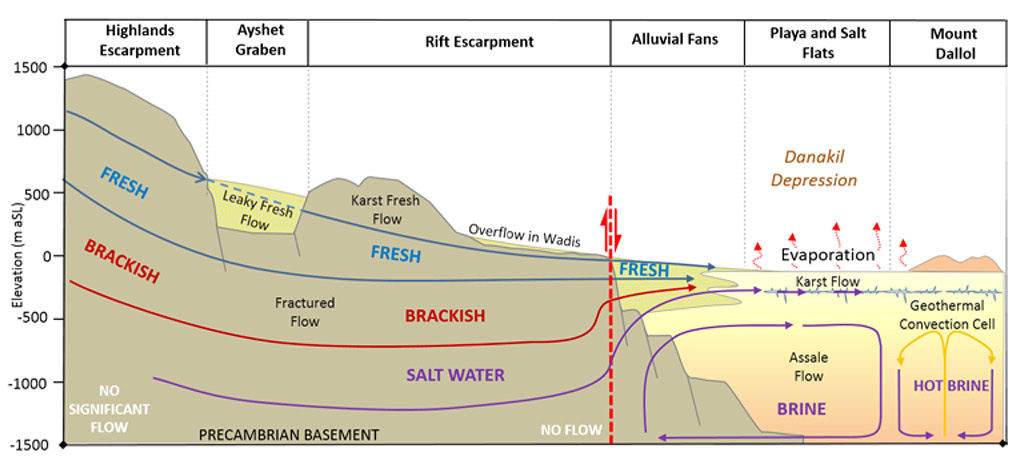 Highlands
Escarpment
Ayshet
Graben
Rift Escarpment
Alluvial Fans
Playa and Salt
Flats
Mount
Dallol
Elevation (m aSL)
1500
1000
500
0
-500
-1000
-1500
FRESH
BRACKISH
NO
SIGNIFICANT
FLOW
PRECAMBRIAN BASEMENT
Leaky Fresh
Flow
Karst Fresh
Flow
FRESH
Overflow in Wadis
Fractured
Flow
BRACKISH
SALT WATER
NO FLOW
FRESH
Danakil
Depression
Evaporation
Karst Flow
Geothermal
Convection Cell
Assale
Flow
BRINE
HOT BRINE